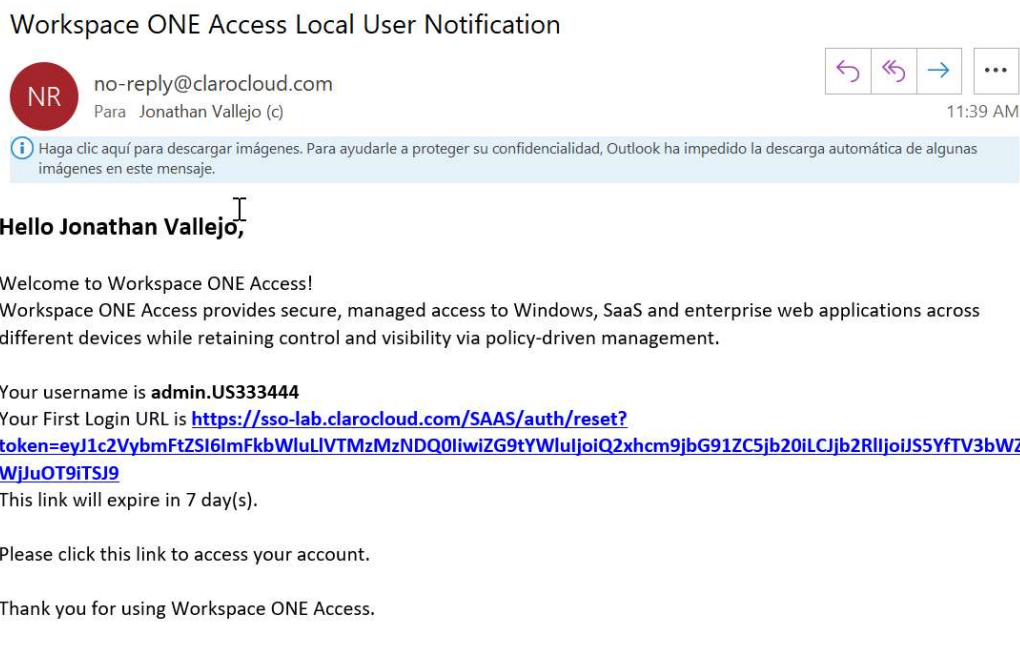 Workspace ONE Access Local User Notification
NR
no-reply@clarocloud.com
Para Jonathan Vallejo (c)
11:39 AM
Haga clic aquí para descargar imágenes. Para ayudarle a proteger su confidencialidad, Outlook ha impedido la descarga automática de algunas
imágenes en este mensaje.
Hello Jonathan Vallejo,
Welcome to Workspace ONE Access!
Workspace ONE Access provides secure, managed access to Windows, SaaS and enterprise web applications across
different devices while retaining control and visibility via policy-driven management.
Your username is admin.US333444
Your First Login URL is https://sso-lab.clarocloud.com/SAAS/auth/reset?
token=eyJ1c2VybmFtZSI6ImFkbWluLlVTMzMzNDQ0IiwiZG9tYWluIjoiQ2xhcm9jbG91ZC5jb20iLCJjb2RlIjoiJS5YfTV3bWZ
WjJuOT9iTSJ9
This link will expire in 7 day(s).
Please click this link to access your account.
Thank you for using Workspace ONE Access.